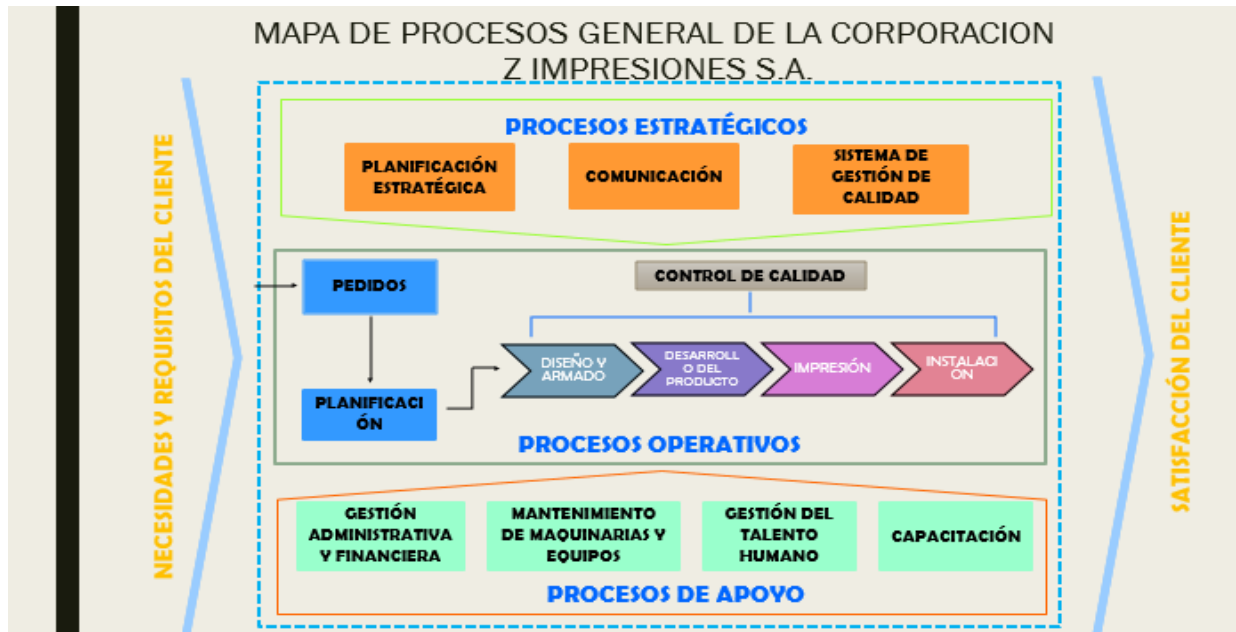 MAPA DE PROCESOS GENERAL DE LA CORPORACION
Z IMPRESIONES S.A.
NECESIDADES Y REQUISITOS DEL CLIENTE
PROCESOS ESTRATÉGICOS
PLANIFICACIÓN
ESTRATÉGICA
COMUNICACIÓN
SISTEMA DE
GESTIÓN DE
CALIDAD
PEDIDOS
CONTROL DE CALIDAD
PLANIFICACI
ÓN
DISEÑO Y
ARMADO
DESARROLL
O DEL
PRODUCTO
IMPRESIÓN
INSTALACI
ÓN
PROCESOS OPERATIVOS
GESTIÓN
ADMINISTRATIVA
Y FINANCIERA
MANTENIMIENTO
DE MAQUINARIAS Y
EQUIPOS
GESTIÓN DEL
TALENTO
HUMANO
CAPACITACIÓN
PROCESOS DE APOYO
SATISFACCIÓN DEL CLIENTE